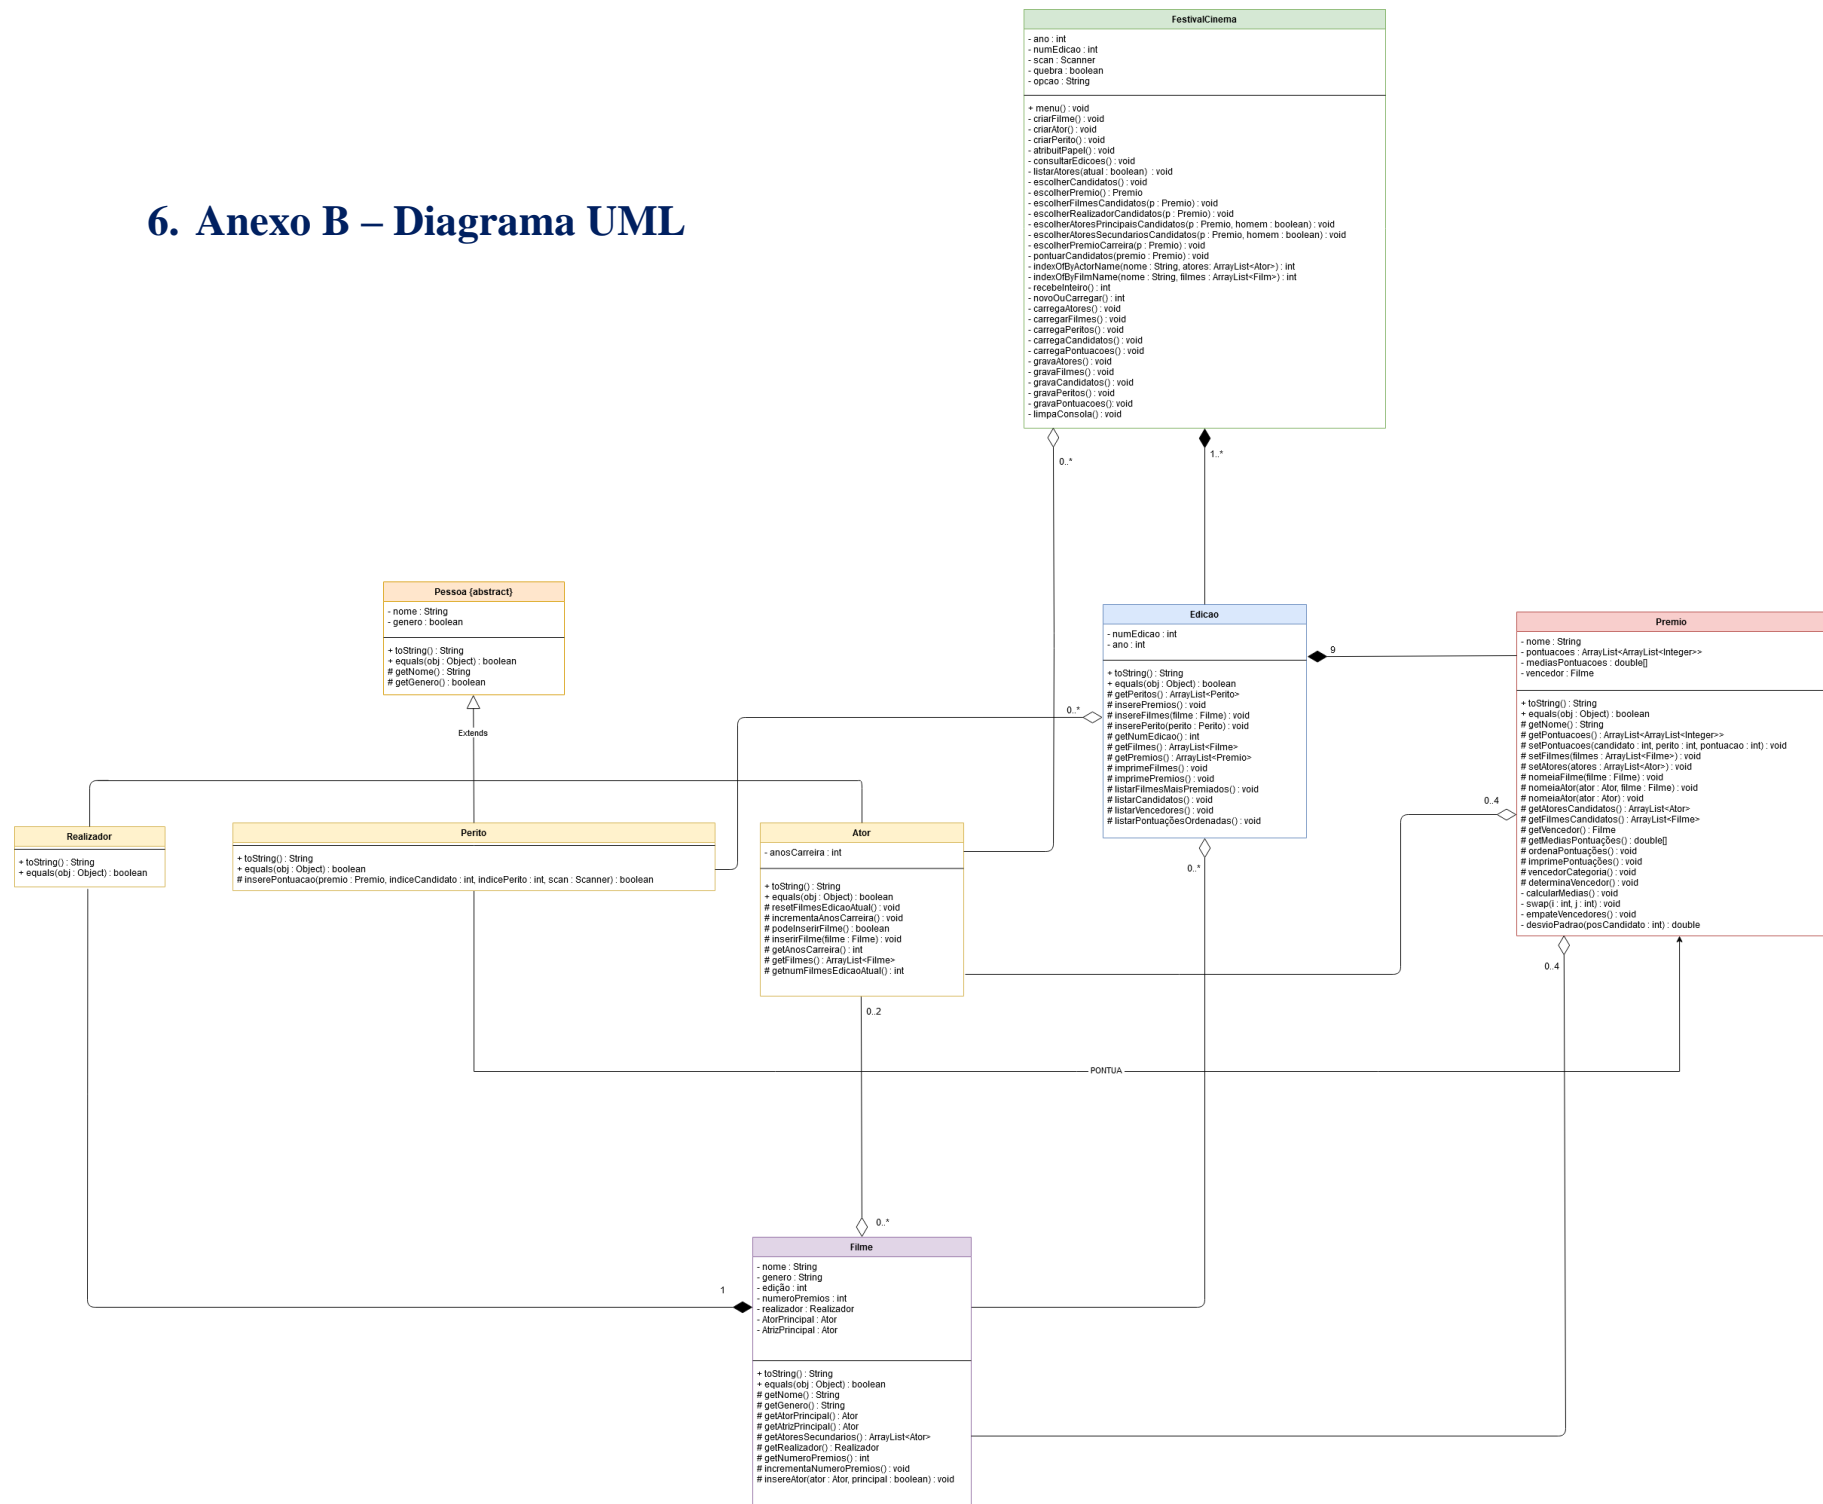 6. Anexo B – Diagrama UML
FestivalCinema
- ano : int
- numEdicao : int
- scan : Scanner
- quebra : boolean
- opcao : String
+ menu() : void
- criarFilme() : void
- criarAtor() : void
- criarPerito() : void
- atribuitPapel() : void
- consultarEdicoes() : void
- listarAtores(atual : boolean) : void
- escolherCandidatos() : void
- escolherPremio() : Premio
- escolherFilmesCandidatos(p : Premio) : void
- escolherRealizadorCandidatos(p : Premio) : void
- escolherAtoresPrincipaisCandidatos(p : Premio, homem : boolean) : void
- escolherAtoresSecundariosCandidatos(p : Premio, homem : boolean) : void
- escolherPremioCarreira(p : Premio) : void
- pontuarCandidatos(premio : Premio) : void
- indexOfByActorName(nome : String, atores: ArrayList<Ator>) : int
- indexOfByFilmName(nome : String, filmes : ArrayList<Film>) : int
- recebeInteiro() : int
- novoOuCarregar() : int
- carregaAtores() : void
- carregarFilmes() : void
- carregaPeritos() : void
- carregaCandidatos() : void
- carregaPontuacoes() : void
- gravaAtores() : void
- gravaFilmes() : void
- gravaCandidatos() : void
- gravaPeritos() : void
- gravaPontuacoes(): void
- limpaConsola() : void
0..*
1..*
Pessoa {abstract}
- nome : String
- genero : boolean
+ toString() : String
+ equals(obj : Object) : boolean
# getNome() : String
# getGenero() : boolean
Extends
Edicao
- numEdicao : int
- ano : int
+ toString() : String
+ equals(obj : Object) : boolean
# getPeritos() : ArrayList<Perito>
# inserePremios() : void
# insereFilmes(filme : Filme) : void
# inserePerito(perito : Perito) : void
# getNumEdicao() : int
# getFilmes() : ArrayList<Filme>
# getPremios() : ArrayList<Premio>
# imprimeFilmes() : void
# imprimePremios() : void
# listarFilmesMaisPremiados() : void
# listarCandidatos() : void
# listarVencedores() : void
# listarPontuaçõesOrdenadas() : void
9
0..*
0..*
Premio
- nome : String
- pontuacoes : ArrayList<ArrayList<Integer>>
- mediasPontuacoes : double[]
- vencedor : Filme
+ toString() : String
+ equals(obj : Object) : boolean
# getNome() : String
# getPontuacoes() : ArrayList<ArrayList<Integer>>
# setPontuacoes(candidato : int, perito : int, pontuacao : int) : void
# setFilmes(filmes : ArrayList<Filme>) : void
# setAtores(atores : ArrayList<Ator>) : void
# nomeiaFilme(filme : Filme) : void
# nomeiaAtor(ator : Ator, filme : Filme) : void
# nomeiaAtor(ator : Ator) : void
# getAtoresCandidatos() : ArrayList<Ator>
# getFilmesCandidatos() : ArrayList<Filme>
# getVencedor() : Filme
# getMediasPontuações() : double[]
# ordenaPontuações() : void
# imprimePontuações() : void
# vencedorCategoria() : void
# determinaVencedor() : void
- calcularMedias() : void
- swap(i : int, j : int) : void
- empateVencedores() : void
- desvioPadrao(posCandidato : int) : double
0..4
0..4
Realizador
+ toString() : String
+ equals(obj : Object) : boolean
Perito
+ toString() : String
+ equals(obj : Object) : boolean
# inserePontuacao(premio : Premio, indiceCandidato : int, indicePerito : int, scan : Scanner) : boolean
Ator
- anosCarreira : int
+ toString() : String
+ equals(obj : Object) : boolean
# resetFilmesEdicaoAtual() : void
# incrementaAnosCarreira() : void
# podeInserirFilme() : boolean
# inserirFilme(filme : Filme) : void
# getAnosCarreira() : int
# getFilmes() : ArrayList<Filme>
# getnumFilmesEdicaoAtual() : int
0..2
PONTUA
0..*
1
Filme
- nome : String
- genero : String
- edição : int
- numeroPremios : int
- realizador : Realizador
- AtorPrincipal : Ator
- AtrizPrincipal : Ator
+ toString() : String
+ equals(obj : Object) : boolean
# getNome() : String
# getGenero() : String
# getAtorPrincipal() : Ator
# getAtrizPrincipal() : Ator
# getAtoresSecundarios() : ArrayList<Ator>
# getRealizador() : Realizador
# getNumeroPremios() : int
# incrementaNumeroPremios() : void
# insereAtor(ator : Ator, principal : boolean) : void